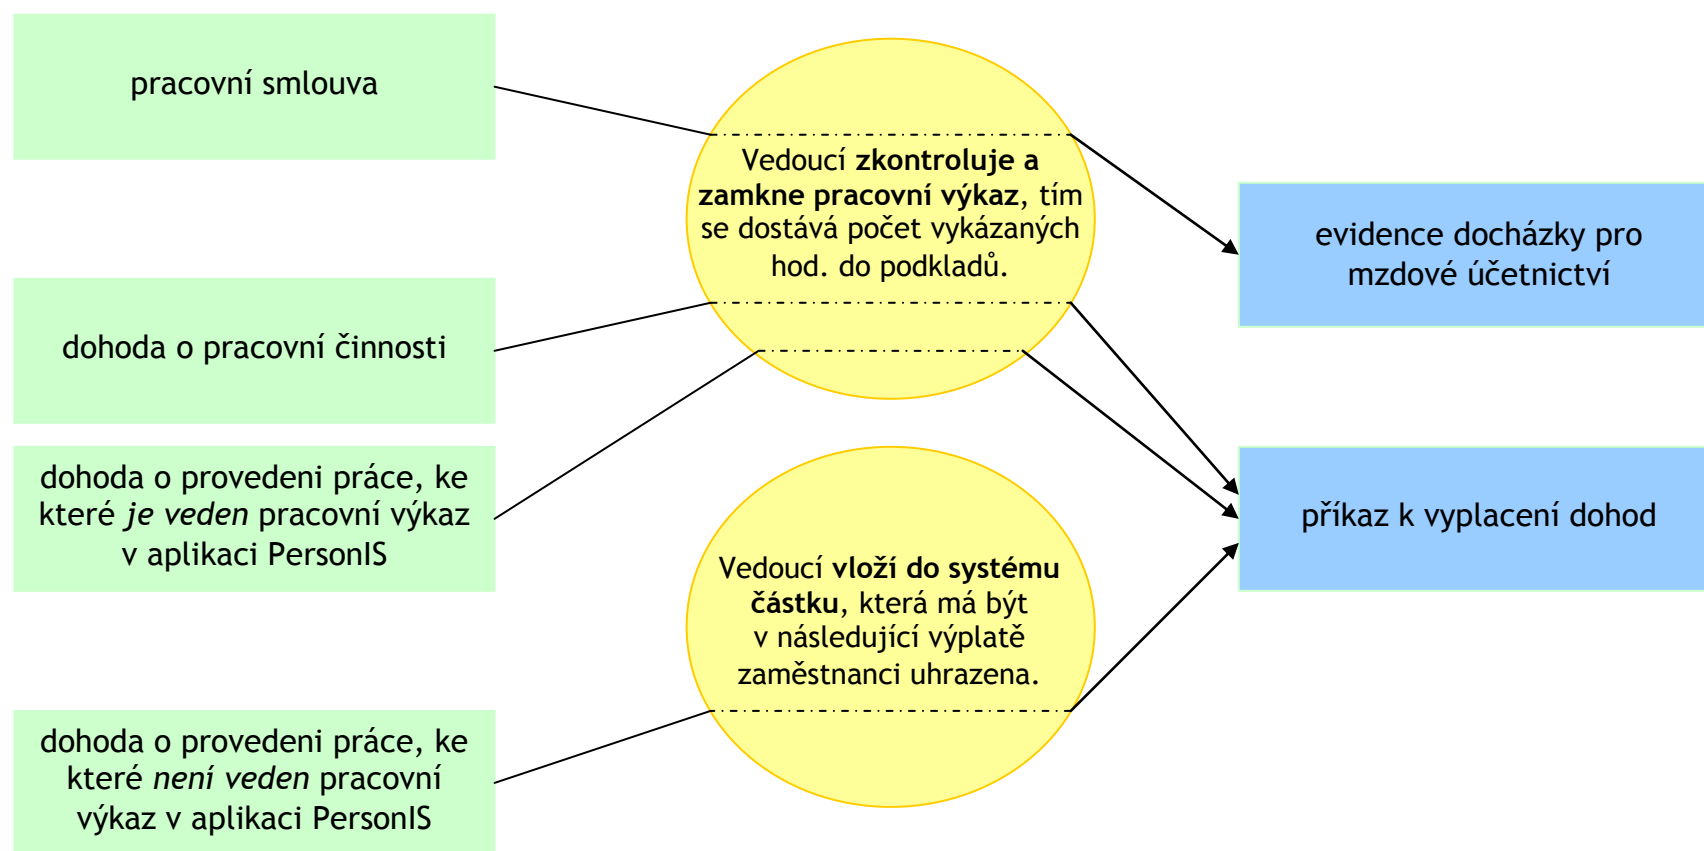 pracovní smlouva
dohoda o pracovní činnosti
dohoda o provedeni práce, ke
které je veden pracovní výkaz
v aplikaci PersonIS
dohoda o provedeni práce, ke
které není veden pracovní
výkaz v aplikaci PersonIS
Vedoucí zkontroluje a
zamkne pracovní výkaz, tím
se dostává počet vykázaných
hod. do podkladů.
Vedoucí vloží do systému
částku, která má být
v následující výplatě
zaměstnanci uhrazena.
evidence docházky pro
mzdové účetnictví
příkaz k vyplacení dohod